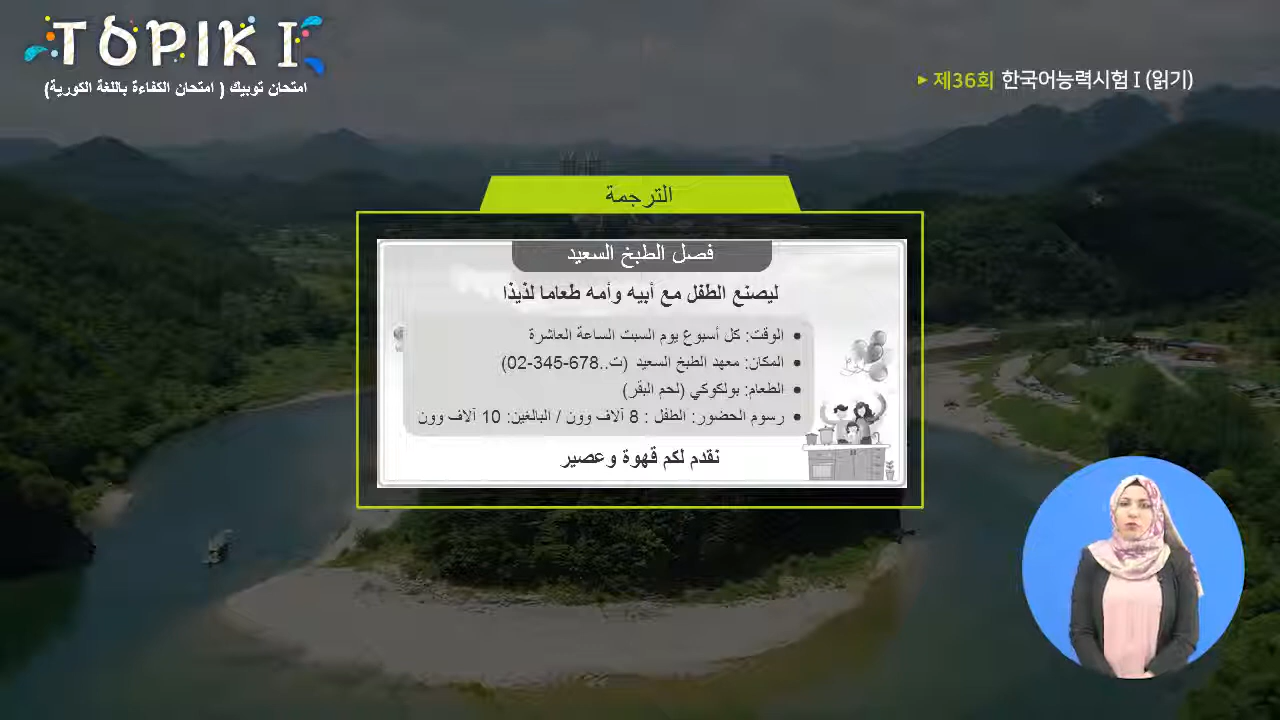 TOPIK I
امتحان توبيك ( امتحان الكفاءة باللغة الكورية)
▸ 제36회 한국어능력시험 I (읽기)
الترجمة
فصل الطبخ السعيد
ليصنع الطفل مع أبيه وأمه طعاما لذيذا
• الوقت: كل أسبوع يوم السبت الساعة العاشرة
• المكان: معهد الطبخ السعيد (ت..678-345-02)
• الطعام: بولكوكي (لحم البقر)
• رسوم الحضور: الطفل : 8 آلاف وون / البالغين: 10 آلاف وون
نقدم لكم قهوة وعصير